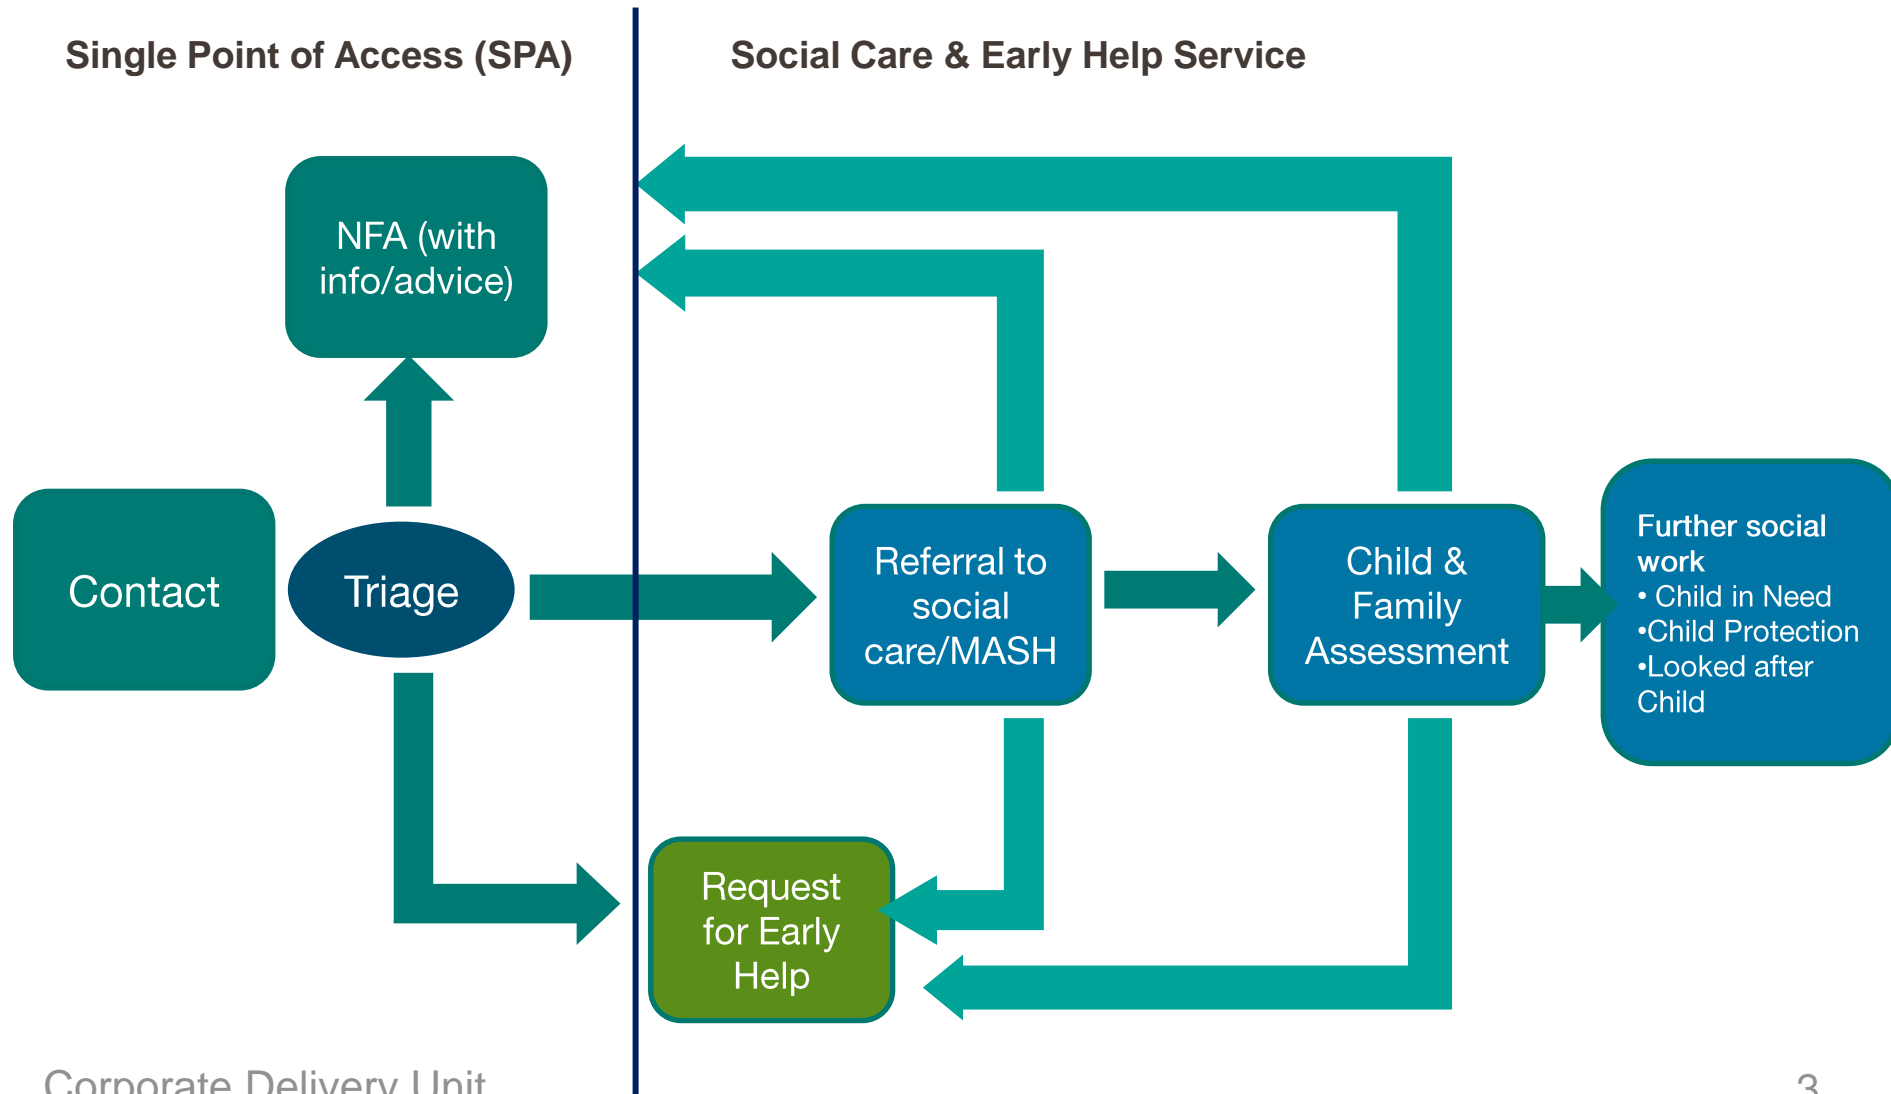 Single Point of Access (SPA)
Social Care & Early Help Service
NFA (with
info/advice)
Contact
Triage
Referral to
social
care/MASH
Child &
Family
Assessment
Further social
work
• Child in Need
•Child Protection
•Looked after
Child
Request
for Early
Help
Corporate Delivery Unit
3